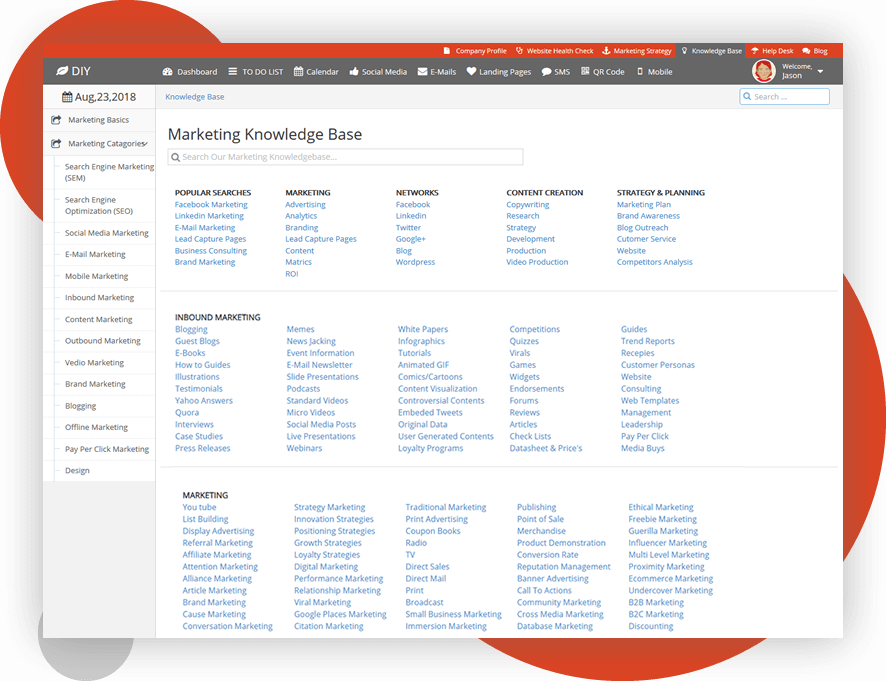 Company Profile Website Health Check Marketing Strategy Knowledge Base Help Desk Blog
DIY Dashboard TO DO LIST Calendar Social Media E-Mails Landing Pages SMS QR Code Mobile Welcome, Jason
Aug,23,2018
Knowledge Base
Search ...
Marketing Basics
Marketing Catagories
Search Engine Marketing
(SEM)
Search Engine
Optimization (SEO)
Social Media Marketing
E-Mail Marketing
Mobile Marketing
Inbound Marketing
Content Marketing
Outbound Marketing
Vedio Marketing
Brand Marketing
Blogging
Offline Marketing
Pay Per Click Marketing
Design
Marketing Knowledge Base
Search Our Marketing Knowledgebase...
POPULAR SEARCHES
Facebook Marketing
Linkedin Marketing
E-Mail Marketing
Lead Capture Pages
Business Consulting
Brand Marketing
MARKETING
Advertising
Analytics
Branding
Lead Capture Pages
Content
Matrics
ROI
NETWORKS
Facebook
Linkedin
Twitter
Google+
Blog
Wordpress
CONTENT CREATION
Copywriting
Research
Strategy
Development
Production
Video Production
STRATEGY & PLANNING
Marketing Plan
Brand Awareness
Blog Outreach
Cutomer Service
Website
Competitors Analysis
INBOUND MARKETING
Blogging
Guest Blogs
E-Books
How to Guides
Illustrations
Testimonials
Yahoo Answers
Quora
Interviews
Case Studies
Press Releases
Memes
News Jacking
Event Information
E-Mail Newsletter
Slide Presentations
Podcasts
Standard Videos
Micro Videos
Social Media Posts
Live Presentations
Webinars
White Papers
Infographics
Tutorials
Animated GIF
Comics/Cartoons
Content Visualization
Controversial Contents
Embeded Tweets
Original Data
User Generated Contents
Loyalty Programs
Competitions
Quizzes
Virals
Games
Widgets
Endorsements
Forums
Reviews
Articles
Check Lists
Datasheet & Price's
Guides
Trend Reports
Recepies
Customer Personas
Website
Consulting
Web Templates
Management
Leadership
Pay Per Click
Media Buys
MARKETING
You tube
List Building
Display Advertising
Referral Marketing
Affiliate Marketing
Attention Marketing
Alliance Marketing
Article Marketing
Brand Marketing
Cause Marketing
Conversation Marketing
Strategy Marketing
Innovation Strategies
Positioning Strategies
Growth Strategies
Loyalty Strategies
Digital Marketing
Performance Marketing
Relationship Marketing
Viral Marketing
Google Places Marketing
Citation Marketing
Traditional Marketing
Print Advertising
Coupon Books
Radio
TV
Direct Sales
Direct Mail
Print
Broadcast
Small Business Marketing
Immersion Marketing
Publishing
Point of Sale
Merchandise
Product Demonstration
Conversion Rate
Reputation Management
Banner Advertising
Call To Actions
Community Marketing
Cross Media Marketing
Database Marketing
Ethical Marketing
Freebie Marketing
Guerilla Marketing
Influencer Marketing
Multi Level Marketing
Proximity Marketing
Ecommerce Marketing
Undercover Marketing
B2B Marketing
B2C Marketing
Discounting